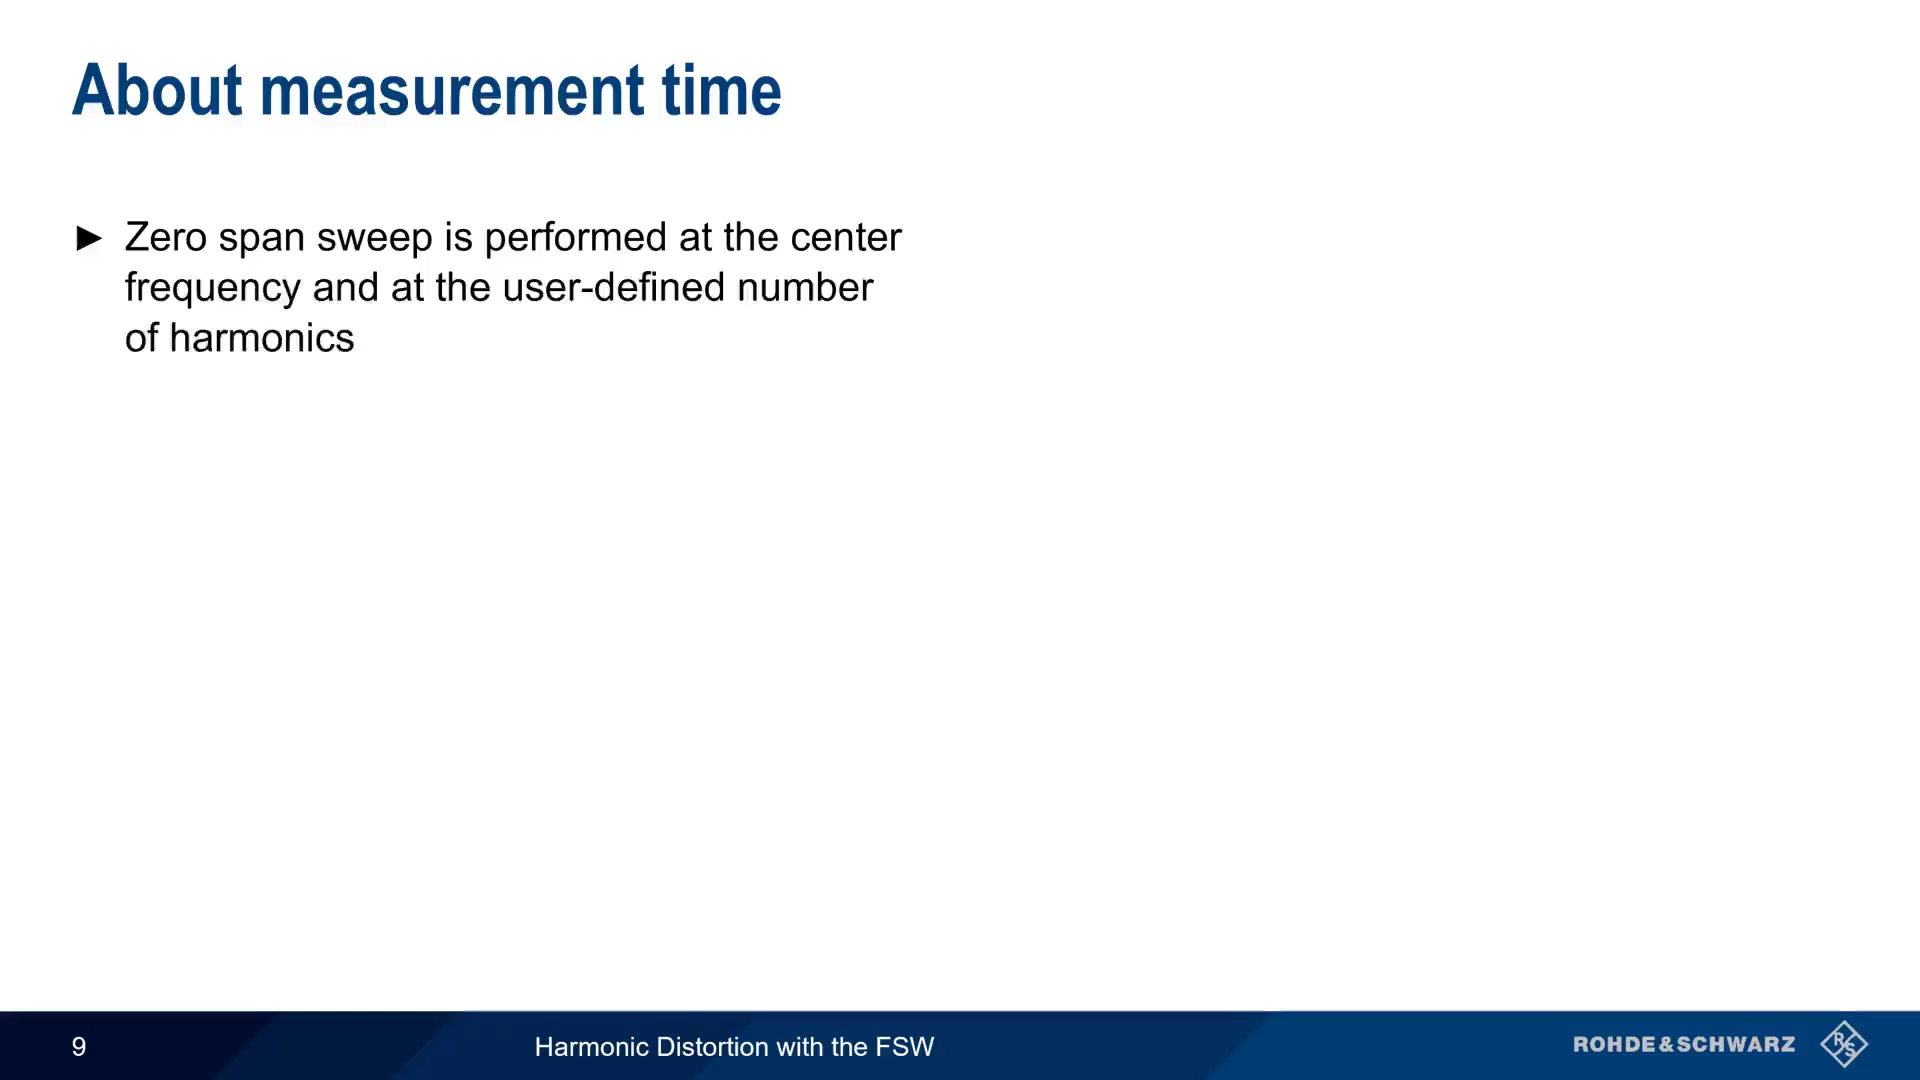 About measurement time
► Zero span sweep is performed at the center
frequency and at the user-defined number
of harmonics
9
Harmonic Distortion with the FSW
ROHDE&SCHWARZ
R&S